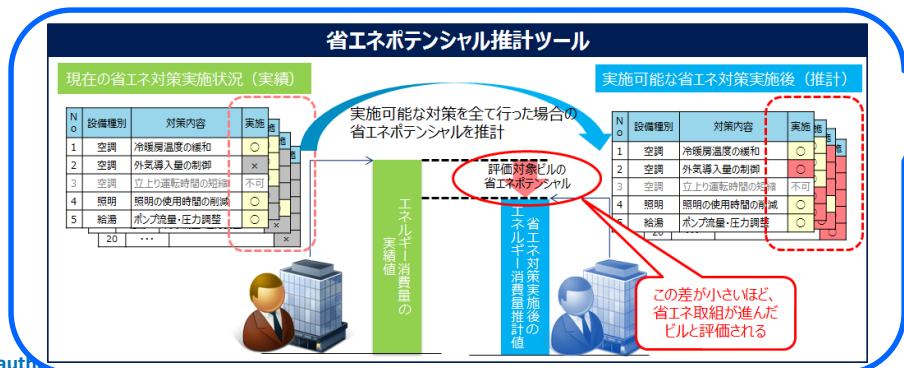 省エネポテンシャル推計ツール
現在の省エネ対策実施状況（実績）
実施可能な省エネ対策実施後（推計）
実施可能な対策を全て行った場合の
省エネポテンシャルを推計
No 設備種別 対策内容 実施
1 空調 冷暖房温度の緩和 ○
2 空調 外気導入量の制御 ×
3 空調 立上り運転時間の短縮 不可
4 照明 照明の使用時間の削減 ○
5 給湯 ポンプ流量・圧力調整 ○
20 ･･･ ×
No 設備種別 対策内容 実施
1 空調 冷暖房温度の緩和 ○
2 空調 外気導入量の制御 ○
3 空調 立上り運転時間の短縮 不可
4 照明 照明の使用時間の削減 ○
5 給湯 ポンプ流量・圧力調整 ○
20 ･･･
評価対象ビルの
省エネポテンシャル
エネルギー消費量の
実績値
省エネ対策実施後の
エネルギー消費量推計値
この差が小さいほど、
省エネ取組が進んだ
ビルと評価される
auth